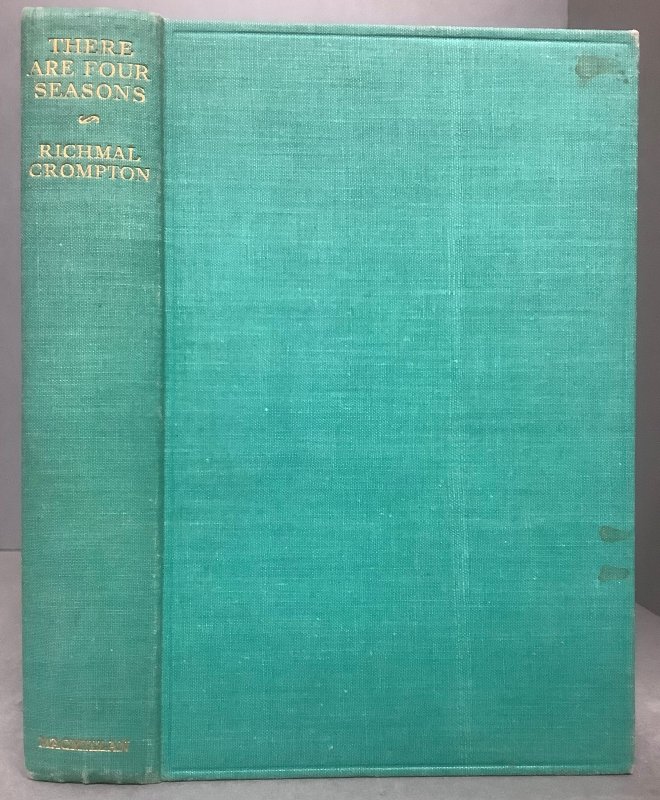 THERE
ARE FOUR
SEASONS
RICHMAL
CROMPTON
MACMILLAN